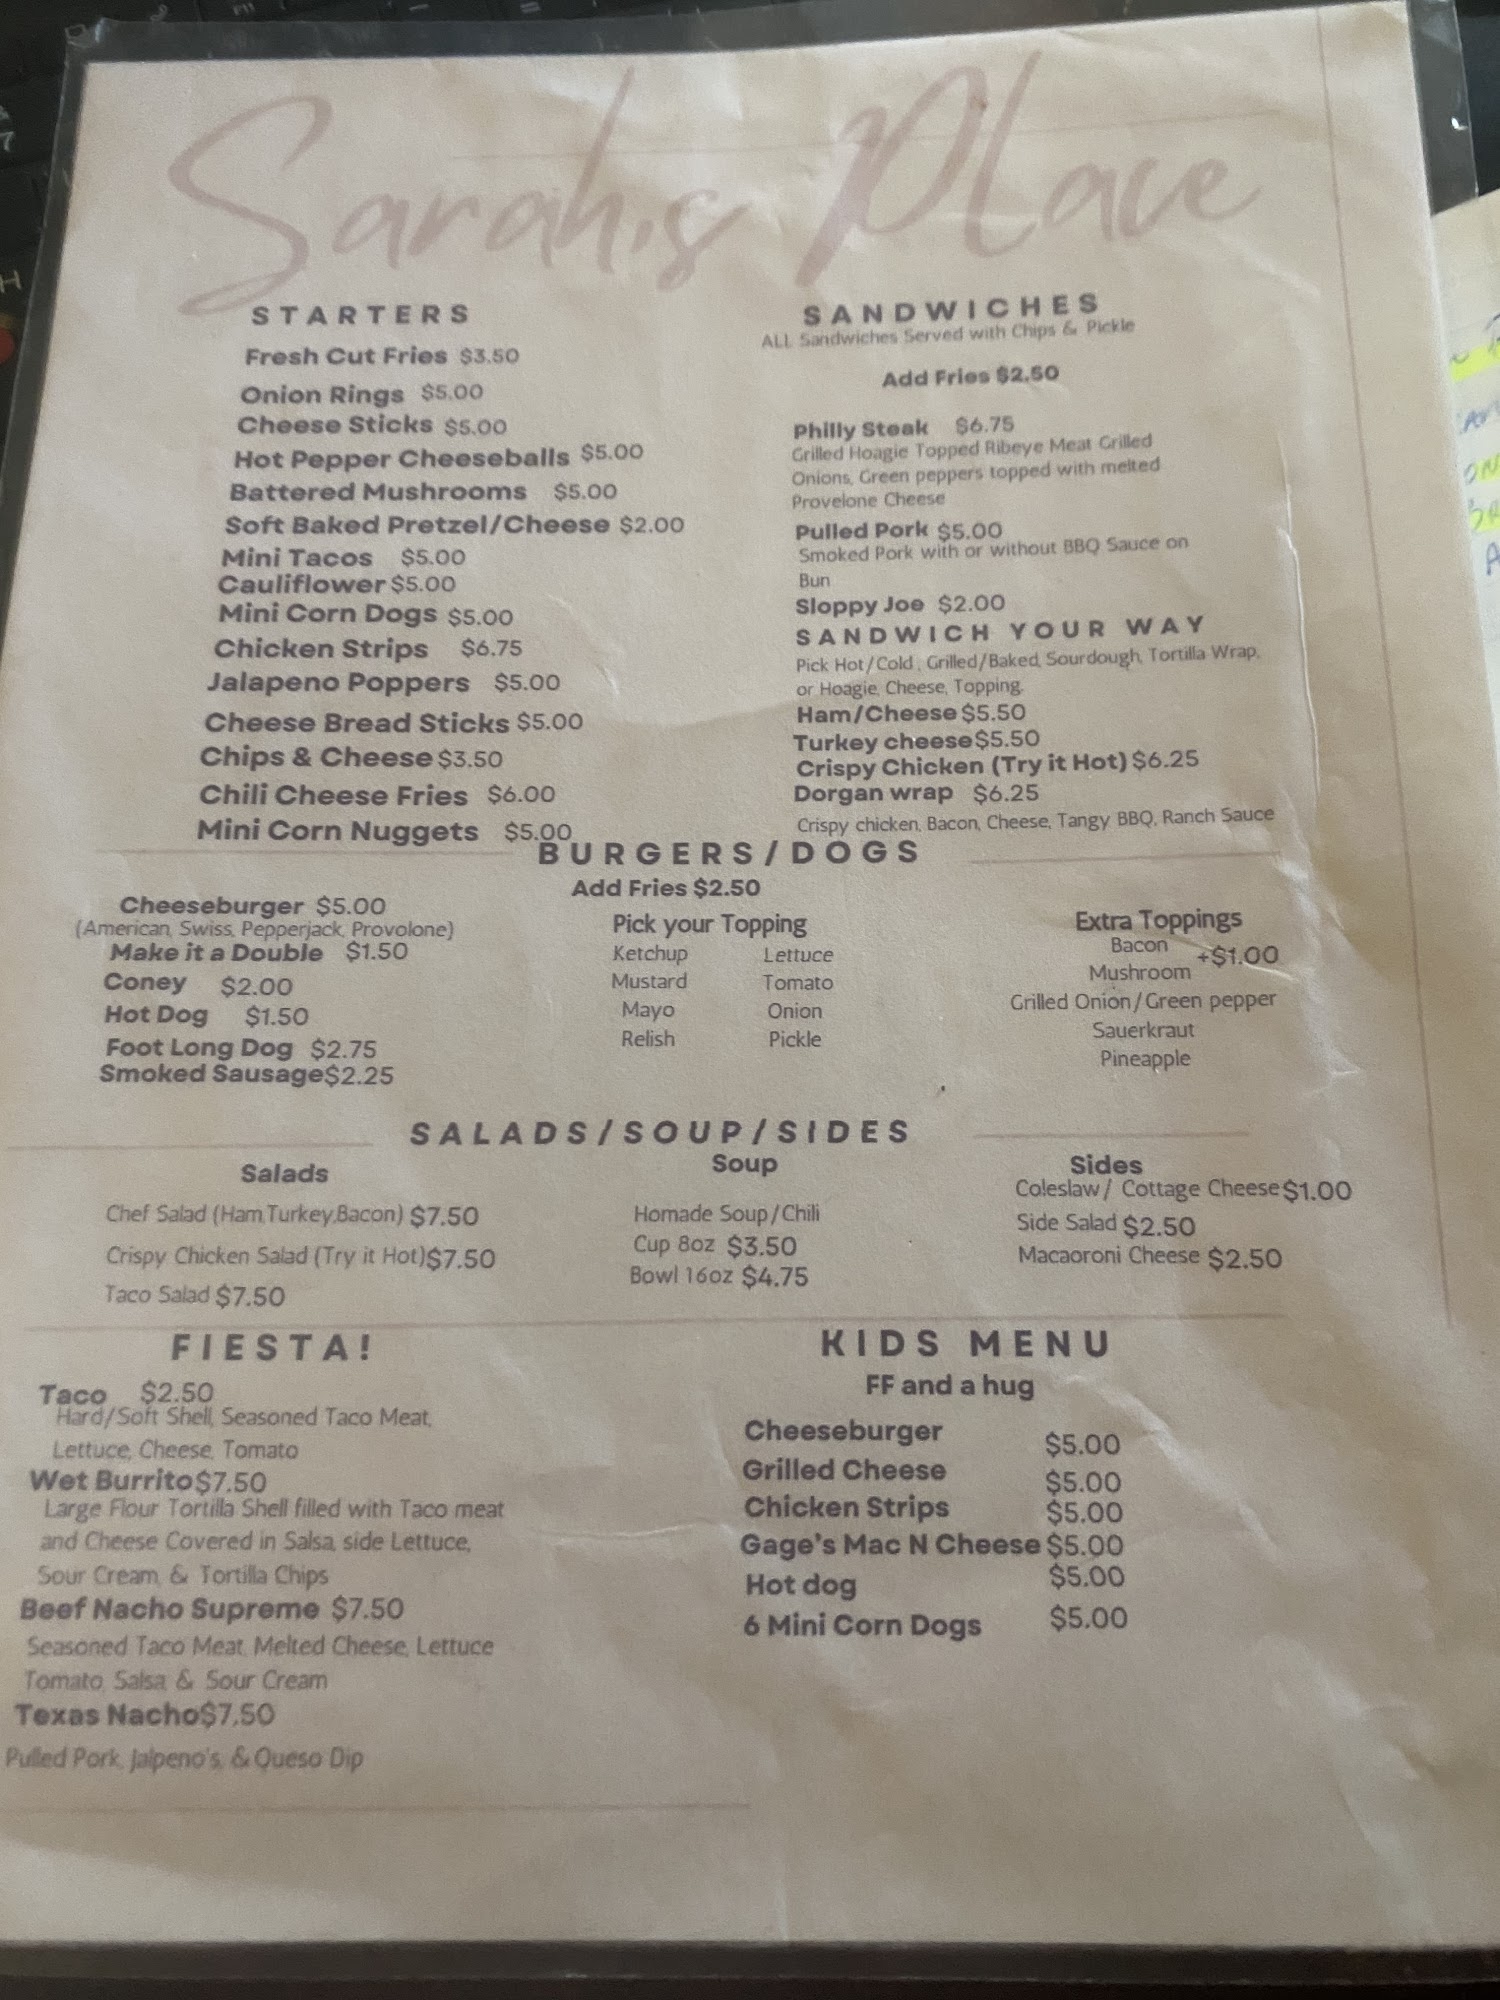 Sarah's Place
STARTERS
Fresh Cut Fries $3.50
Onion Rings $5.00
Cheese Sticks $5.00
Hot Pepper Cheeseballs $5.00
Battered Mushrooms $5.00
Soft Baked Pretzel/Cheese $2.00
Mini Tacos $5.00
Cauliflower $5.00
Mini Corn Dogs $5.00
Chicken Strips $6.75
Jalapeno Poppers $5.00
Cheese Bread Sticks $5.00
Chips & Cheese $3.50
Chili Cheese Fries $6.00
Mini Corn Nuggets $5.00
SANDWICHES
ALL Sandwiches Served with Chips & Pickle
Add Fries $2.50
Philly Steak $6.75
Grilled Hoagie Topped Ribeye Meat Grilled
Onions, Green peppers topped with melted
Provelone Cheese
Pulled Pork $5.00
Smoked Pork with or without BBQ Sauce on
Bun
Sloppy Joe $2.00
SANDWICH YOUR WAY
Pick Hot/Cold, Grilled/Baked, Sourdough, Tortilla Wrap,
or Hoagie, Cheese, Topping.
Ham/Cheese $5.50
Turkey cheese $5.50
Crispy Chicken (Try it Hot) $6.25
Dorgan wrap $6.25
Crispy chicken, Bacon, Cheese, Tangy BBQ, Ranch Sauce
BURGERS/DOGS
Add Fries $2.50
Cheeseburger $5.00
(American, Swiss, Pepperjack, Provolone)
Make it a Double $1.50
Coney $2.00
Hot Dog $1.50
Foot Long Dog $2.75
Smoked Sausage $2.25
Pick your Topping
Ketchup Lettuce
Mustard Tomato
Mayo Onion
Relish Pickle
Extra Toppings
Bacon +$1.00
Mushroom
Grilled Onion/Green pepper
Sauerkraut
Pineapple
SALADS/SOUP/SIDES
Salads
Chef Salad (Ham,Turkey,Bacon) $7.50
Crispy Chicken Salad (Try it Hot) $7.50
Taco Salad $7.50
Soup
Homade Soup/Chili
Cup 8oz $3.50
Bowl 16oz $4.75
Sides
Coleslaw/ Cottage Cheese $1.00
Side Salad $2.50
Macaoroni Cheese $2.50
FIESTA!
Taco $2.50
Hard/Soft Shell, Seasoned Taco Meat,
Lettuce, Cheese, Tomato
Wet Burrito $7.50
Large Flour Tortilla Shell filled with Taco meat
and Cheese Covered in Salsa, side Lettuce,
Sour Cream, & Tortilla Chips
Beef Nacho Supreme $7.50
Seasoned Taco Meat, Melted Cheese, Lettuce
Tomato, Salsa, & Sour Cream
Texas Nacho $7.50
Pulled Pork, Jalpeno's, & Queso Dip
KIDS MENU
FF and a hug
Cheeseburger $5.00
Grilled Cheese $5.00
Chicken Strips $5.00
Gage's Mac N Cheese $5.00
Hot dog $5.00
6 Mini Corn Dogs $5.00